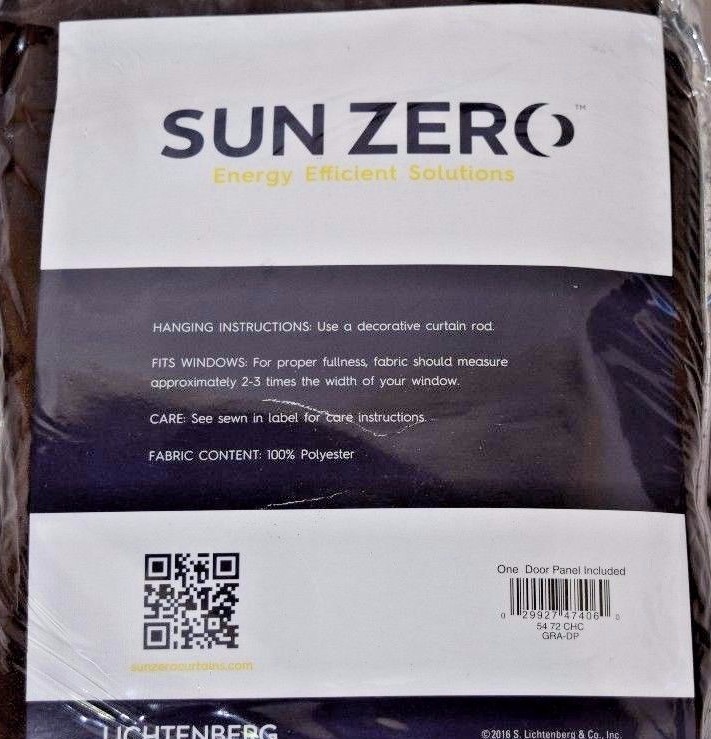 SUN ZERO™
Energy Efficient Solutions
HANGING INSTRUCTIONS: Use a decorative curtain rod.
FITS WINDOWS: For proper fullness, fabric should measure
approximately 2-3 times the width of your window.
CARE: See sewn in label for care instructions.
FABRIC CONTENT: 100% Polyester
One Door Panel Included
0 29927 47406 0
54 72 CHC
GRA-DP
sunzerocurtains.com
LICHTENBERG
©2016 S. Lichtenberg & Co., Inc.